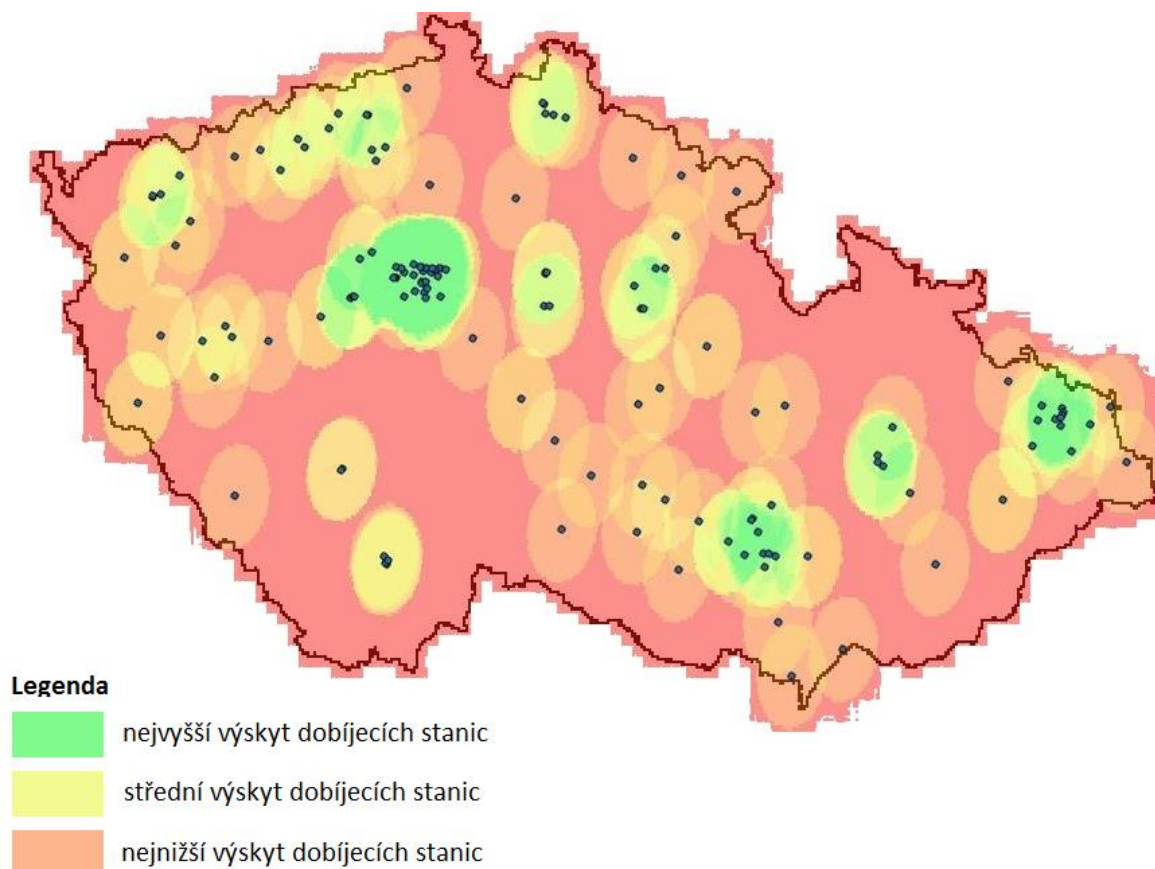 Legenda
nejvyšší výskyt dobíjecích stanic
střední výskyt dobíjecích stanic
nejnižší výskyt dobíjecích stanic